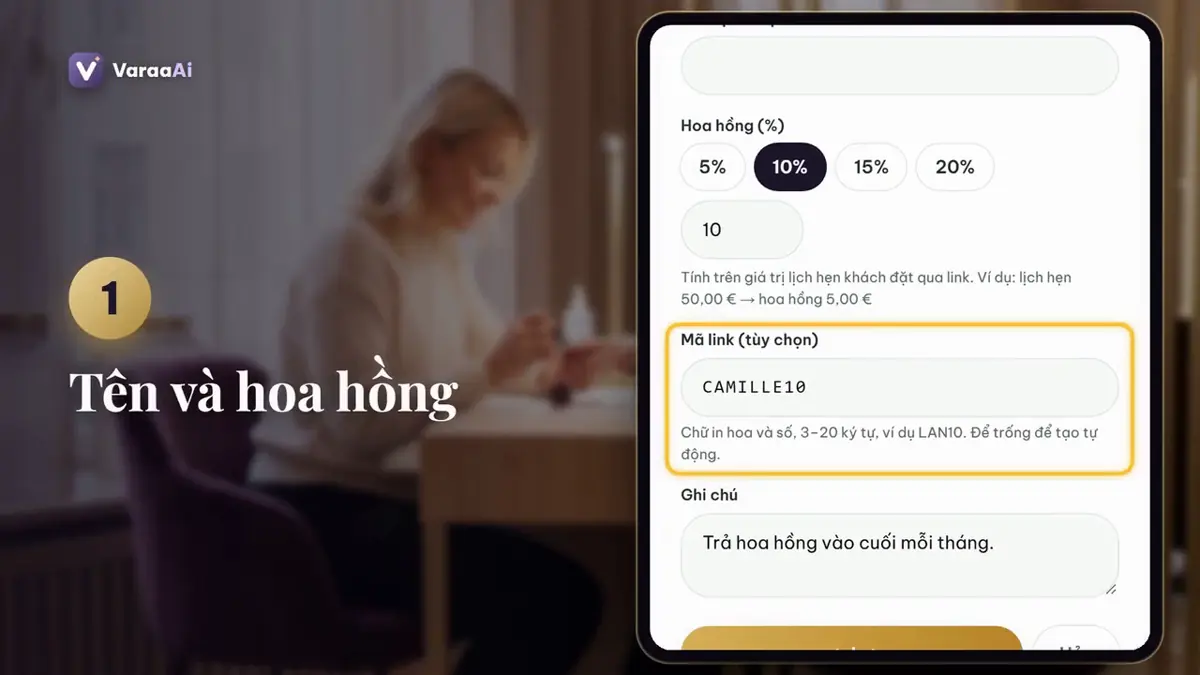 VaraaAi
1
Tên và hoa hồng
Hoa hồng (%)
5%
10%
15%
20%
10
Tính trên giá trị lịch hẹn khách đặt qua link. Ví dụ: lịch hẹn
50,00 € → hoa hồng 5,00 €
Mã link (tùy chọn)
CAMILLE10
Chữ in hoa và số, 3–20 ký tự, ví dụ LAN10. Để trống để tạo tự
động.
Ghi chú
Trả hoa hồng vào cuối mỗi tháng.